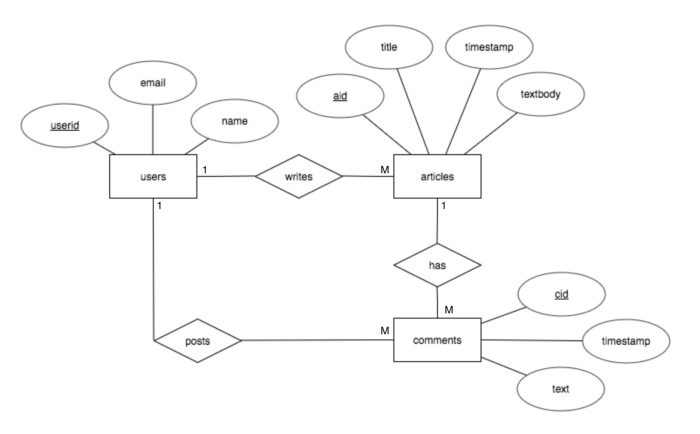 title
timestamp
email
aid
textbody
userid
name
1
M
users
writes
articles
1
1
has
cid
M
M
posts
comments
timestamp
text